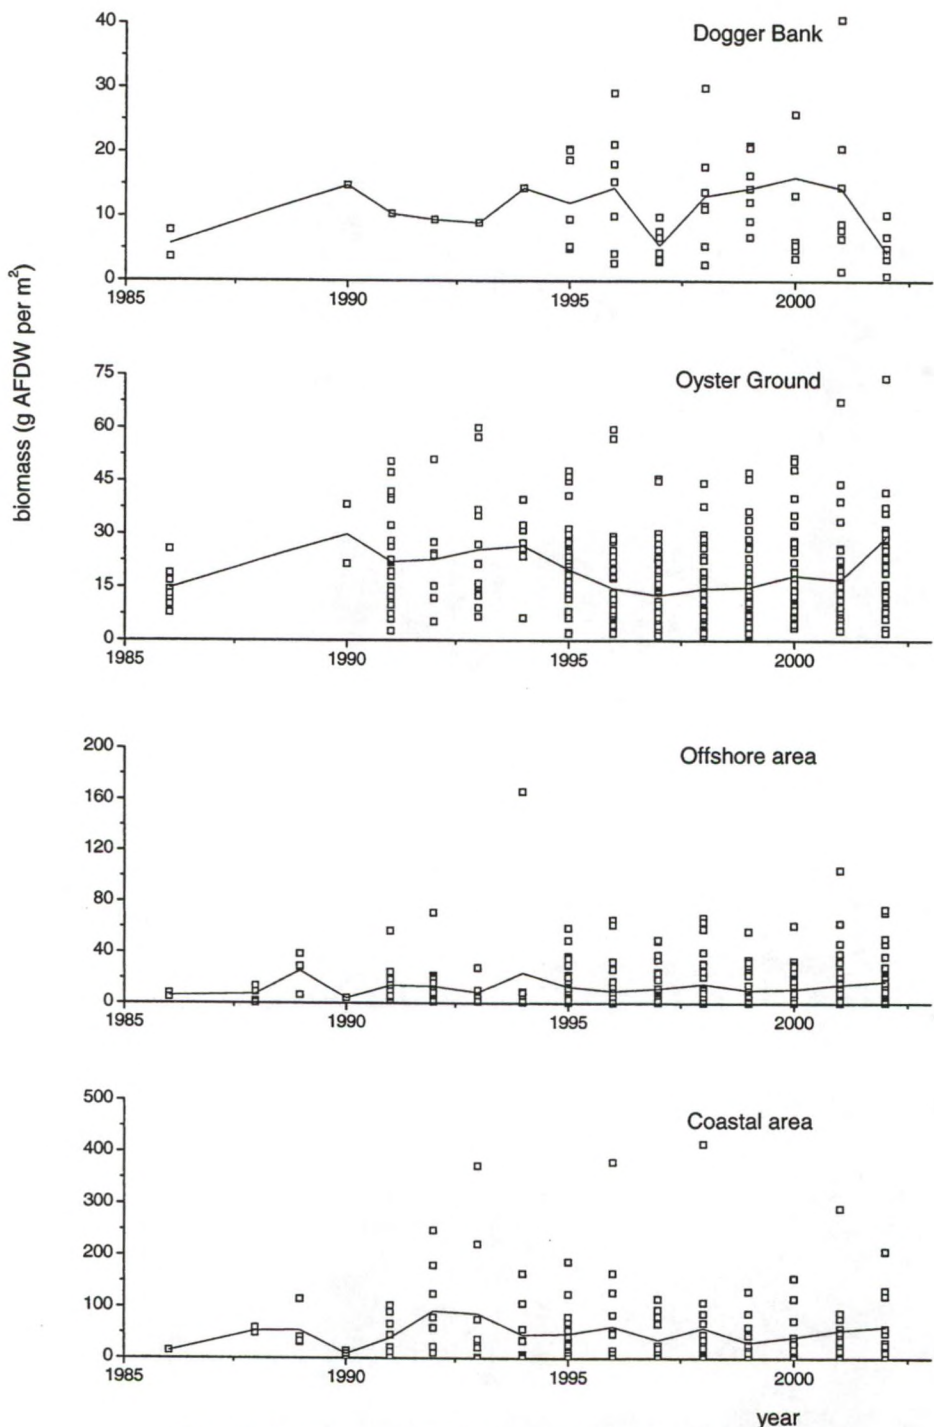 Dogger Bank
40
30
20
10
0
1985 1990 1995 2000
biomass (g AFDW per m²)
Oyster Ground
75
60
45
30
15
0
1985 1990 1995 2000
Offshore area
200
160
120
80
40
0
1985 1990 1995 2000
Coastal area
500
400
300
200
100
0
1985 1990 1995 2000
year